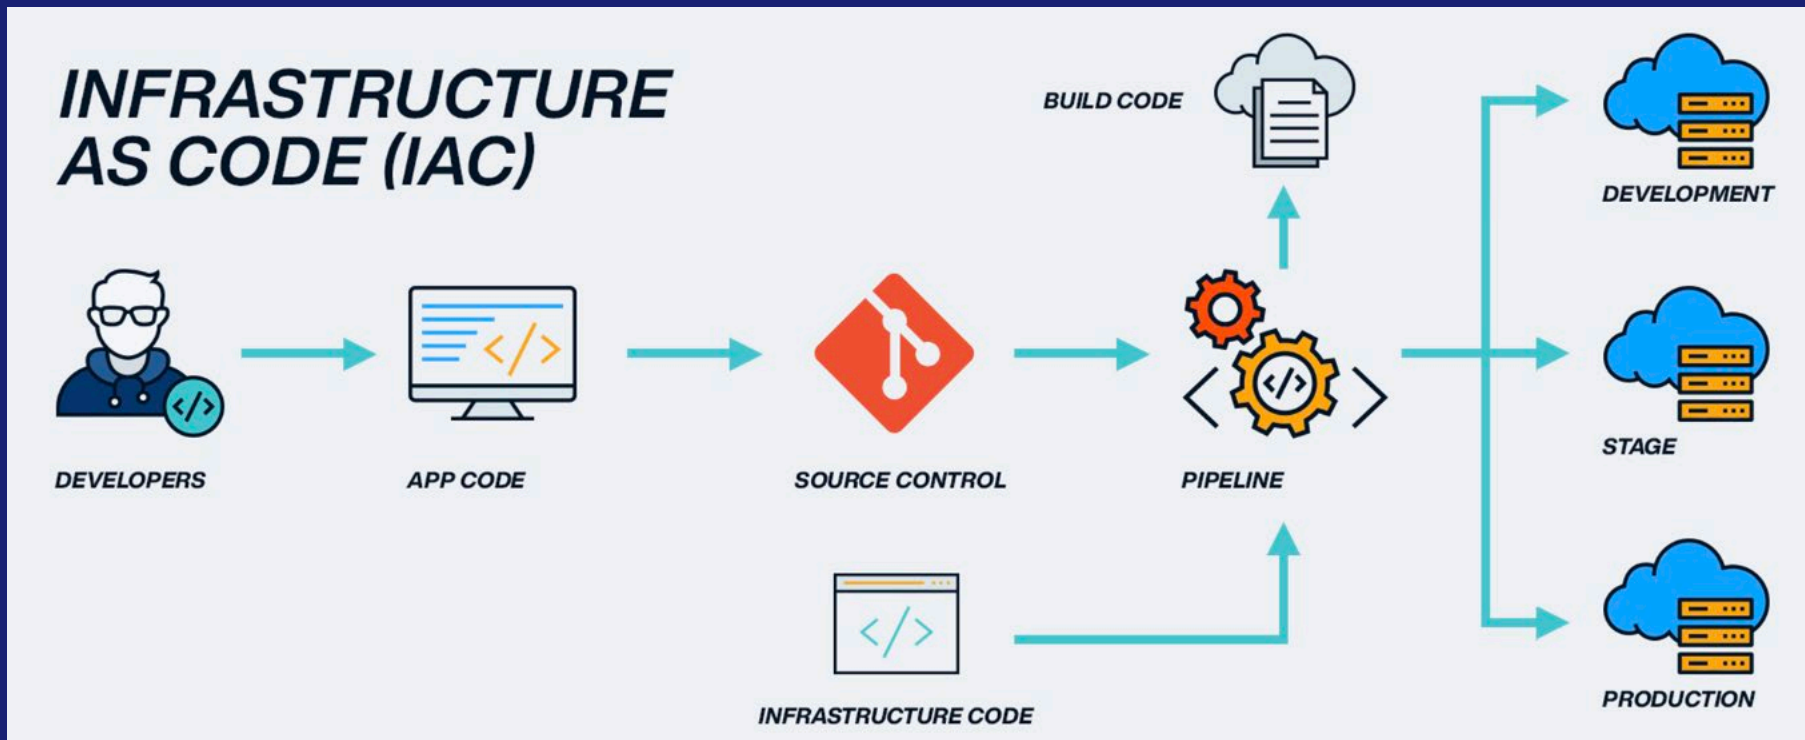 INFRASTRUCTURE
AS CODE (IAC)
BUILD CODE
DEVELOPMENT
DEVELOPERS
APP CODE
SOURCE CONTROL
PIPELINE
STAGE
INFRASTRUCTURE CODE
PRODUCTION